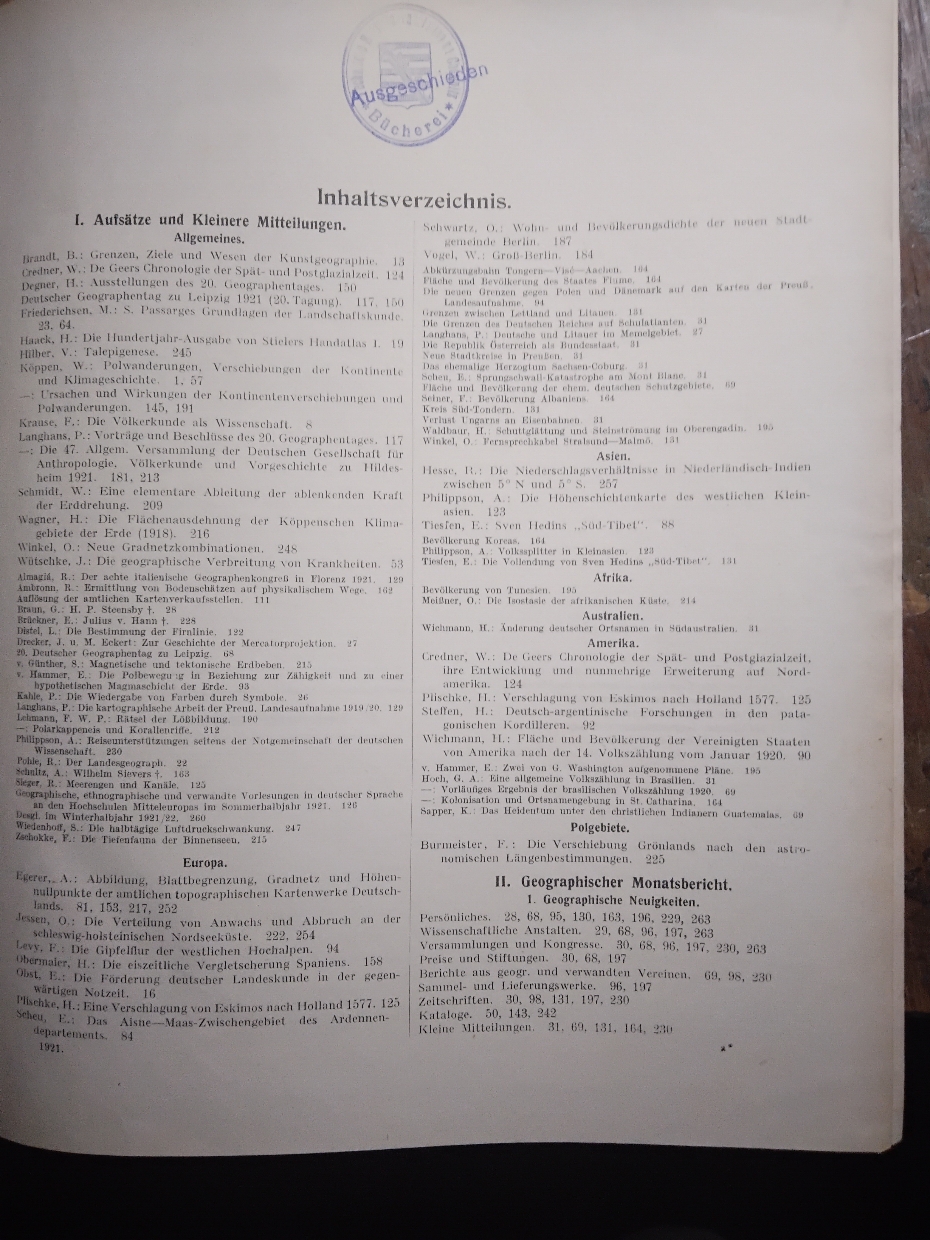 Ausgeschieden
Bücherei
Inhaltsverzeichnis.
I. Aufsätze und Kleinere Mitteilungen.
Allgemeines.
Brandt, B.: Grenzen, Ziele und Wesen der Kunstgeographie. 13
Credner, W.: De Geers Chronologie der Spät- und Postglazialzeit. 124
Degner, H.: Ausstellungen des 20. Geographentages. 150
Deutscher Geographentag zu Leipzig 1921 (20. Tagung). 117, 150
Friederichsen, M.: S. Passarges Grundlagen der Landschaftskunde.
23, 64.
Haack, H.: Die Hundertjahr-Ausgabe von Stielers Handatlas I. 19
Hilber, V.: Talepigenese. 245
Köppen, W.: Polwanderungen, Verschiebungen der Kontinente
und Klimageschichte. 1, 57
—: Ursachen und Wirkungen der Kontinentenverschiebungen und
Polwanderungen. 145, 191
Krause, F.: Die Völkerkunde als Wissenschaft. 8
Langhans, P.: Vorträge und Beschlüsse des 20. Geographentages. 117
—: Die 47. Allgem. Versammlung der Deutschen Gesellschaft für
Anthropologie, Völkerkunde und Vorgeschichte zu Hildes-
heim 1921. 181, 213
Schmidt, W.: Eine elementare Ableitung der ablenkenden Kraft
der Erddrehung. 209
Wagner, H.: Die Flächenausdehnung der Köppenschen Klima-
gebiete der Erde (1918). 216
Winkel, O.: Neue Gradnetzkombinationen. 248
Wütschke, J.: Die geographische Verbreitung von Krankheiten. 53
Almagià, R.: Der achte italienische Geographenkongreß in Florenz 1921. 129
Ambronn, R.: Ermittlung von Bodenschätzen auf physikalischem Wege. 162
Auflösung der amtlichen Kartenverkaufsstellen. 111
Braun, G.: H. P. Steensby †. 28
Brückner, E.: Julius v. Hann †. 228
Distel, L.: Die Bestimmung der Firnlinie. 122
Drecker, J. u. M. Eckert: Zur Geschichte der Mercatorprojektion. 27
20. Deutscher Geographentag zu Leipzig. 68
v. Günther, S.: Magnetische und tektonische Erdbeben. 215
v. Hammer, E.: Die Polbewegung in Beziehung zur Zähigkeit und zu einer
hypothetischen Magmaschicht der Erde. 93
Kahle, P.: Die Wiedergabe von Farben durch Symbole. 26
Langhans, P.: Die kartographische Arbeit der Preuß. Landesaufnahme 1919/20. 129
Lehmann, F. W. P.: Rätsel der Lößbildung. 190
—: Polarkappeneis und Korallenriffe. 212
Philippson, A.: Reiseunterstützungen seitens der Notgemeinschaft der deutschen
Wissenschaft. 230
Pohle, R.: Der Landesgeograph. 22
Schultz, A.: Wilhelm Sievers †. 163
Sieger, R.: Meerengen und Kanäle. 125
Geographische, ethnographische und verwandte Vorlesungen in deutscher Sprache
an den Hochschulen Mitteleuropas im Sommerhalbjahr 1921. 126
Desgl. im Winterhalbjahr 1921/22. 260
Wiedenhoff, S.: Die halbtägige Luftdruckschwankung. 247
Zschokke, F.: Die Tiefenfauna der Binnenseen. 215
Europa.
Egerer, A.: Abbildung, Blattbegrenzung, Gradnetz und Höhen-
nullpunkte der amtlichen topographischen Kartenwerke Deutsch-
lands. 81, 153, 217, 252
Jessen, O.: Die Verteilung von Anwachs und Abbruch an der
schleswig-holsteinischen Nordseeküste. 222, 254
Levy, F.: Die Gipfelflur der westlichen Hochalpen. 94
Obermaier, H.: Die eiszeitliche Vergletscherung Spaniens. 158
Obst, E.: Die Förderung deutscher Landeskunde in der gegen-
wärtigen Notzeit. 16
Plischke, H.: Eine Verschlagung von Eskimos nach Holland 1577. 125
Scheu, E.: Das Aisne—Maas-Zwischengebiet des Ardennen-
departements. 84
1921.
Schwartz, O.: Wohn- und Bevölkerungsdichte der neuen Stadt-
gemeinde Berlin. 187
Vogel, W.: Groß-Berlin. 184
Abkürzungsbahn Tongern—Visé—Aachen. 164
Fläche und Bevölkerung des Staates Fiume. 164
Die neuen Grenzen gegen Polen und Dänemark auf den Karten der Preuß.
Landesaufnahme. 94
Grenzen zwischen Lettland und Litauen. 131
Die Grenzen des Deutschen Reiches auf Schulatlanten. 31
Langhans, P.: Deutsche und Litauer im Memelgebiet. 27
Die Republik Österreich als Bundesstaat. 31
Neue Stadtkreise in Preußen. 31
Das ehemalige Herzogtum Sachsen-Coburg. 31
Scheu, E.: Sprungschwall-Katastrophe am Mont Blanc. 31
Fläche und Bevölkerung der ehem. deutschen Schutzgebiete. 69
Seiner, F.: Bevölkerung Albaniens. 164
Kreis Süd-Tondern. 131
Verlust Ungarns an Eisenbahnen. 31
Waldbaur, H.: Schuttglättung und Steinströmung im Oberengadin. 195
Winkel, O.: Fernsprechkabel Stralsund—Malmö. 131
Asien.
Hesse, R.: Die Niederschlagsverhältnisse in Niederländisch-Indien
zwischen 5° N und 5° S. 257
Philippson, A.: Die Höhenschichtenkarte des westlichen Klein-
asien. 123
Tiesfen, E.: Sven Hedins „Süd-Tibet". 88
Bevölkerung Koreas. 164
Philippson, A.: Volkssplitter in Kleinasien. 123
Tiesfen, E.: Die Vollendung von Sven Hedins „Süd-Tibet". 131
Afrika.
Bevölkerung von Tunesien. 195
Meißner, O.: Die Isostasie der afrikanischen Küste. 214
Australien.
Wichmann, H.: Änderung deutscher Ortsnamen in Südaustralien. 31
Amerika.
Credner, W.: De Geers Chronologie der Spät- und Postglazialzeit,
ihre Entwicklung und nunmehrige Erweiterung auf Nord-
amerika. 124
Plischke, H.: Verschlagung von Eskimos nach Holland 1577. 125
Steffen, H.: Deutsch-argentinische Forschungen in den pata-
gonischen Kordilleren. 92
Wichmann, H.: Fläche und Bevölkerung der Vereinigten Staaten
von Amerika nach der 14. Volkszählung vom Januar 1920. 90
v. Hammer, E.: Zwei von G. Washington aufgenommene Pläne. 195
Hoch, G. A.: Eine allgemeine Volkszählung in Brasilien. 31
—: Vorläufiges Ergebnis der brasilischen Volkszählung 1920. 69
—: Kolonisation und Ortsnamengebung in St. Catharina. 164
Sapper, K.: Das Heidentum unter den christlichen Indianern Guatemalas. 69
Polgebiete.
Burmeister, F.: Die Verschiebung Grönlands nach den astro-
nomischen Längenbestimmungen. 225
II. Geographischer Monatsbericht.
1. Geographische Neuigkeiten.
Persönliches. 28, 68, 95, 130, 163, 196, 229, 263
Wissenschaftliche Anstalten. 29, 68, 96, 197, 263
Versammlungen und Kongresse. 30, 68, 96, 197, 230, 263
Preise und Stiftungen. 30, 68, 197
Berichte aus geogr. und verwandten Vereinen. 69, 98, 230
Sammel- und Lieferungswerke. 96, 197
Zeitschriften. 30, 98, 131, 197, 230
Kataloge. 50, 143, 242
Kleine Mitteilungen. 31, 69, 131, 164, 230
**